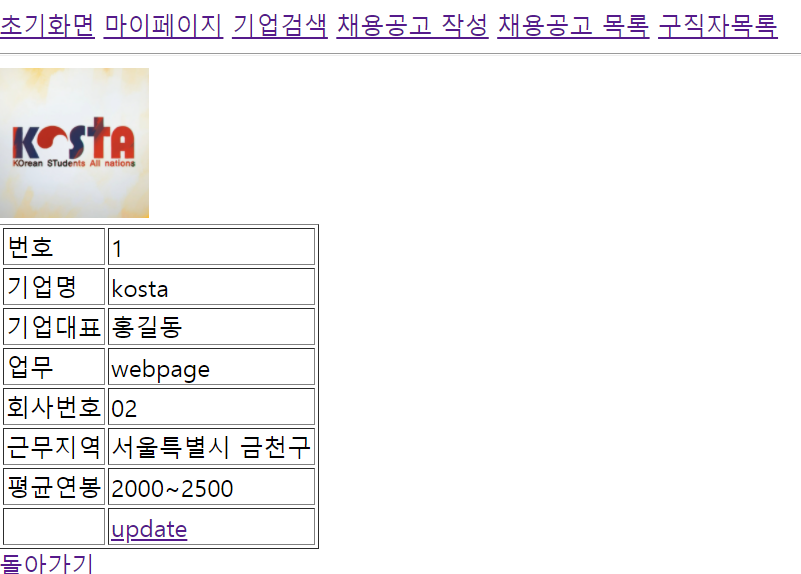 초기화면 마이페이지 기업검색 채용공고 작성 채용공고 목록 구직자목록
KOSTA
KOrean STudents All nations
번호 1
기업명 kosta
기업대표 홍길동
업무 webpage
회사번호 02
근무지역 서울특별시 금천구
평균연봉 2000~2500
update
돌아가기